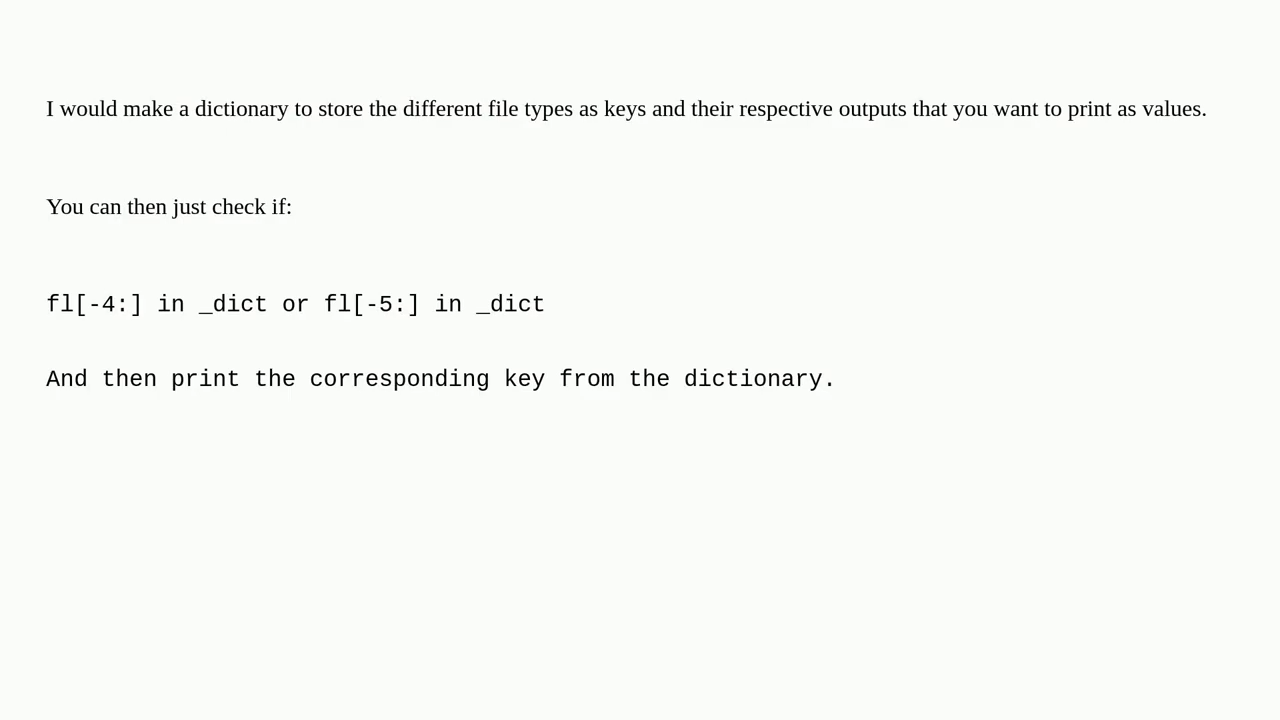 I would make a dictionary to store the different file types as keys and their respective outputs that you want to print as values.
You can then just check if:
fl[-4:] in _dict or fl[-5:] in _dict
And then print the corresponding key from the dictionary.